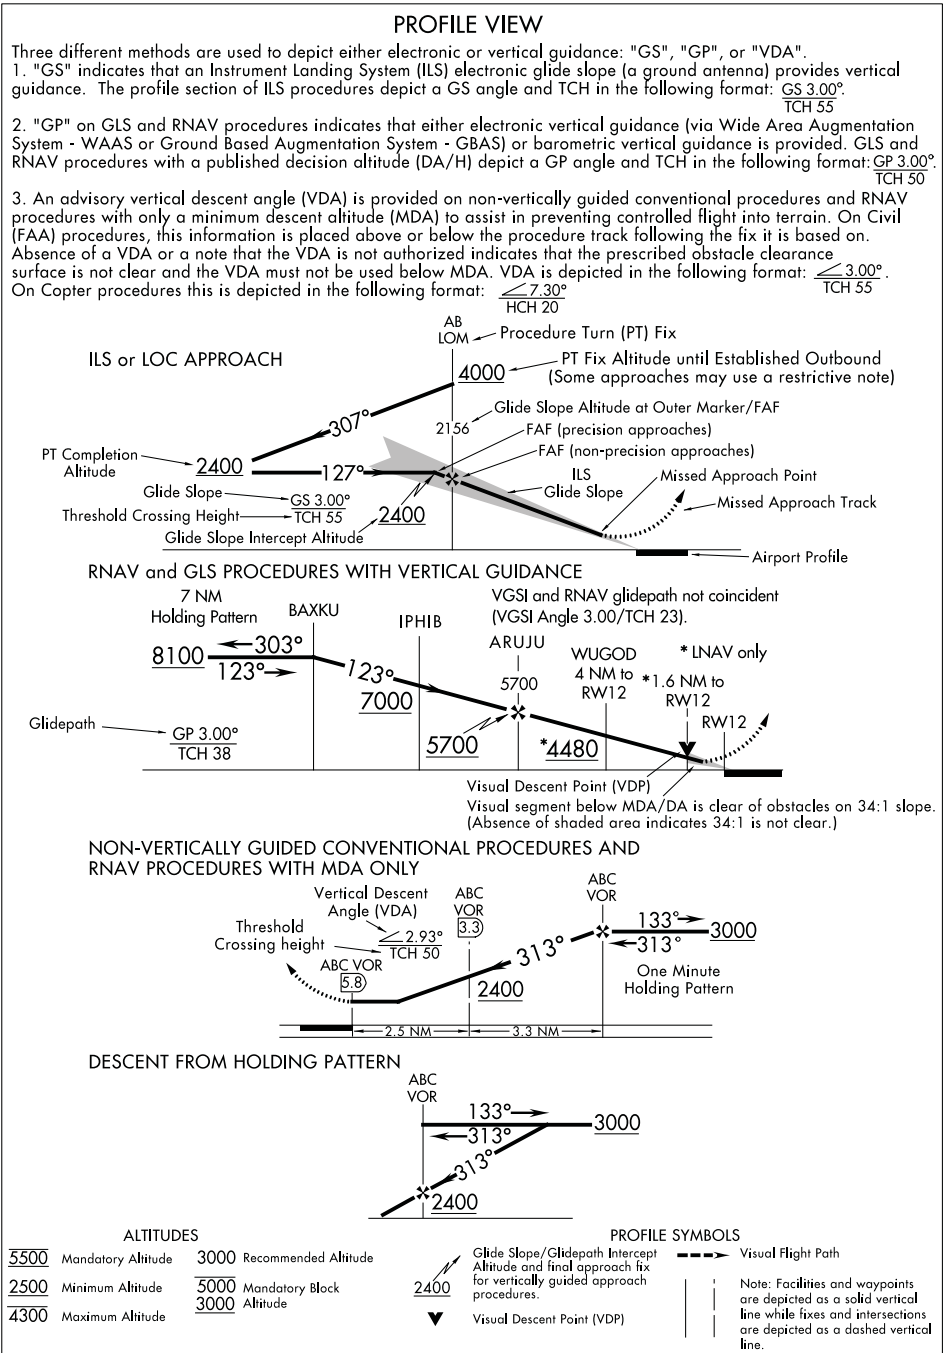 PROFILE VIEW
Three different methods are used to depict either electronic or vertical guidance: "GS", "GP", or "VDA".
1. "GS" indicates that an Instrument Landing System (ILS) electronic glide slope (a ground antenna) provides vertical
guidance. The profile section of ILS procedures depict a GS angle and TCH in the following format: GS 3.00°.
TCH 55
2. "GP" on GLS and RNAV procedures indicates that either electronic vertical guidance (via Wide Area Augmentation
System - WAAS or Ground Based Augmentation System - GBAS) or barometric vertical guidance is provided. GLS and
RNAV procedures with a published decision altitude (DA/H) depict a GP angle and TCH in the following format: GP 3.00°.
TCH 50
3. An advisory vertical descent angle (VDA) is provided on non-vertically guided conventional procedures and RNAV
procedures with only a minimum descent altitude (MDA) to assist in preventing controlled flight into terrain. On Civil
(FAA) procedures, this information is placed above or below the procedure track following the fix it is based on.
Absence of a VDA or a note that the VDA is not authorized indicates that the prescribed obstacle clearance
surface is not clear and the VDA must not be used below MDA. VDA is depicted in the following format: 3.00°.
TCH 55
On Copter procedures this is depicted in the following format: 7.30°
HCH 20
ILS or LOC APPROACH
AB
LOM
Procedure Turn (PT) Fix
4000
PT Fix Altitude until Established Outbound
(Some approaches may use a restrictive note)
307°
Glide Slope Altitude at Outer Marker/FAF
2156
FAF (precision approaches)
FAF (non-precision approaches)
PT Completion
Altitude
2400
127°
ILS
Glide Slope
Missed Approach Point
Missed Approach Track
Glide Slope
GS 3.00°
Threshold Crossing Height
TCH 55
2400
Glide Slope Intercept Altitude
Airport Profile
RNAV and GLS PROCEDURES WITH VERTICAL GUIDANCE
7 NM
Holding Pattern
BAXKU
IPHIB
VGSI and RNAV glidepath not coincident
(VGSI Angle 3.00/TCH 23).
ARUJU
WUGOD
4 NM to
RW12
* LNAV only
*1.6 NM to
RW12
RW12
8100
303°
123°
123°
7000
5700
5700
*4480
Glidepath
GP 3.00°
TCH 38
Visual Descent Point (VDP)
Visual segment below MDA/DA is clear of obstacles on 34:1 slope.
(Absence of shaded area indicates 34:1 is not clear.)
NON-VERTICALLY GUIDED CONVENTIONAL PROCEDURES AND
RNAV PROCEDURES WITH MDA ONLY
Vertical Descent
Angle (VDA)
ABC
VOR
3.3
ABC
VOR
Threshold
Crossing height
2.93°
TCH 50
133°
3000
313°
313°
ABC VOR
5.8
2400
One Minute
Holding Pattern
2.5 NM
3.3 NM
DESCENT FROM HOLDING PATTERN
ABC
VOR
133°
3000
313°
313°
2400
ALTITUDES
5500 Mandatory Altitude
2500 Minimum Altitude
4300 Maximum Altitude
3000 Recommended Altitude
5000 Mandatory Block
3000 Altitude
PROFILE SYMBOLS
Glide Slope/Glidepath Intercept
Altitude and final approach fix
for vertically guided approach
procedures.
2400
Visual Descent Point (VDP)
Visual Flight Path
Note: Facilities and waypoints
are depicted as a solid vertical
line while fixes and intersections
are depicted as a dashed vertical
line.